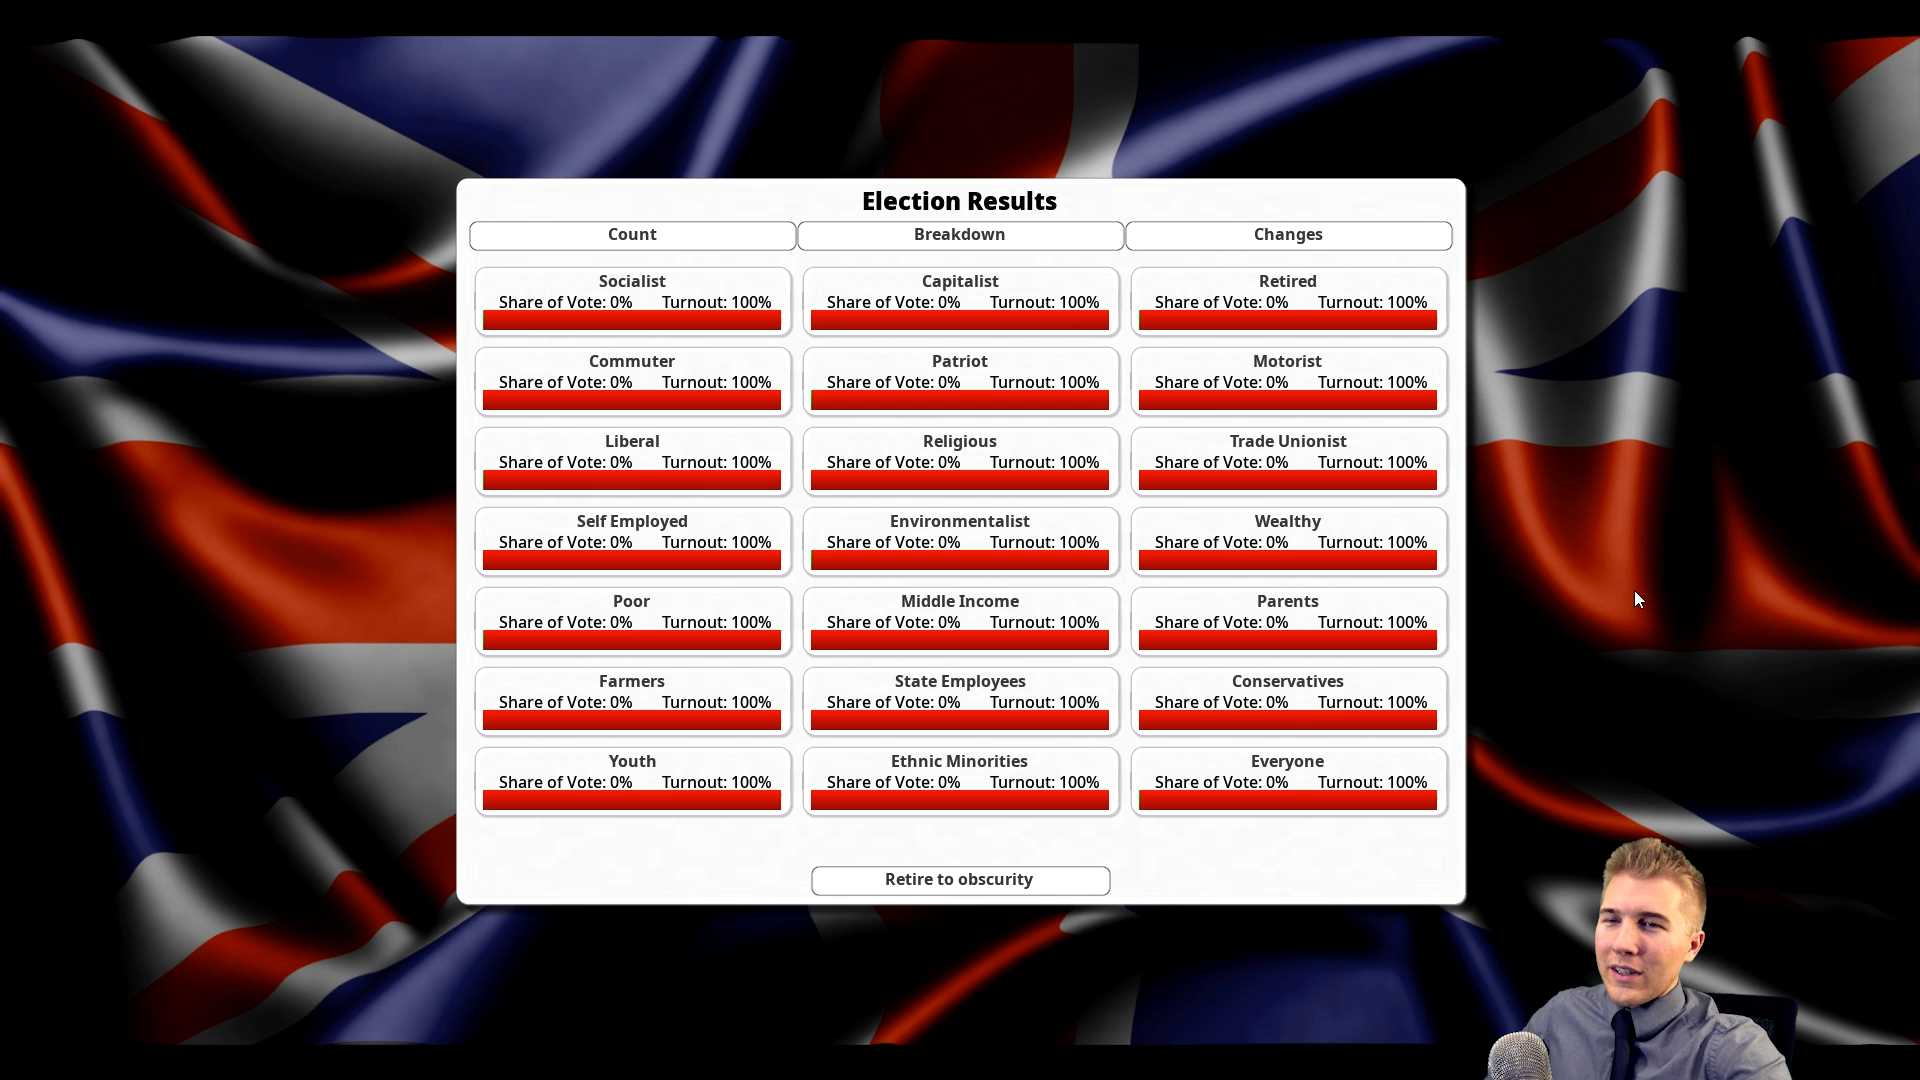 Election Results
Count Breakdown Changes
Socialist Capitalist Retired
Share of Vote: 0% Turnout: 100% Share of Vote: 0% Turnout: 100% Share of Vote: 0% Turnout: 100%
Commuter Patriot Motorist
Share of Vote: 0% Turnout: 100% Share of Vote: 0% Turnout: 100% Share of Vote: 0% Turnout: 100%
Liberal Religious Trade Unionist
Share of Vote: 0% Turnout: 100% Share of Vote: 0% Turnout: 100% Share of Vote: 0% Turnout: 100%
Self Employed Environmentalist Wealthy
Share of Vote: 0% Turnout: 100% Share of Vote: 0% Turnout: 100% Share of Vote: 0% Turnout: 100%
Poor Middle Income Parents
Share of Vote: 0% Turnout: 100% Share of Vote: 0% Turnout: 100% Share of Vote: 0% Turnout: 100%
Farmers State Employees Conservatives
Share of Vote: 0% Turnout: 100% Share of Vote: 0% Turnout: 100% Share of Vote: 0% Turnout: 100%
Youth Ethnic Minorities Everyone
Share of Vote: 0% Turnout: 100% Share of Vote: 0% Turnout: 100% Share of Vote: 0% Turnout: 100%
Retire to obscurity